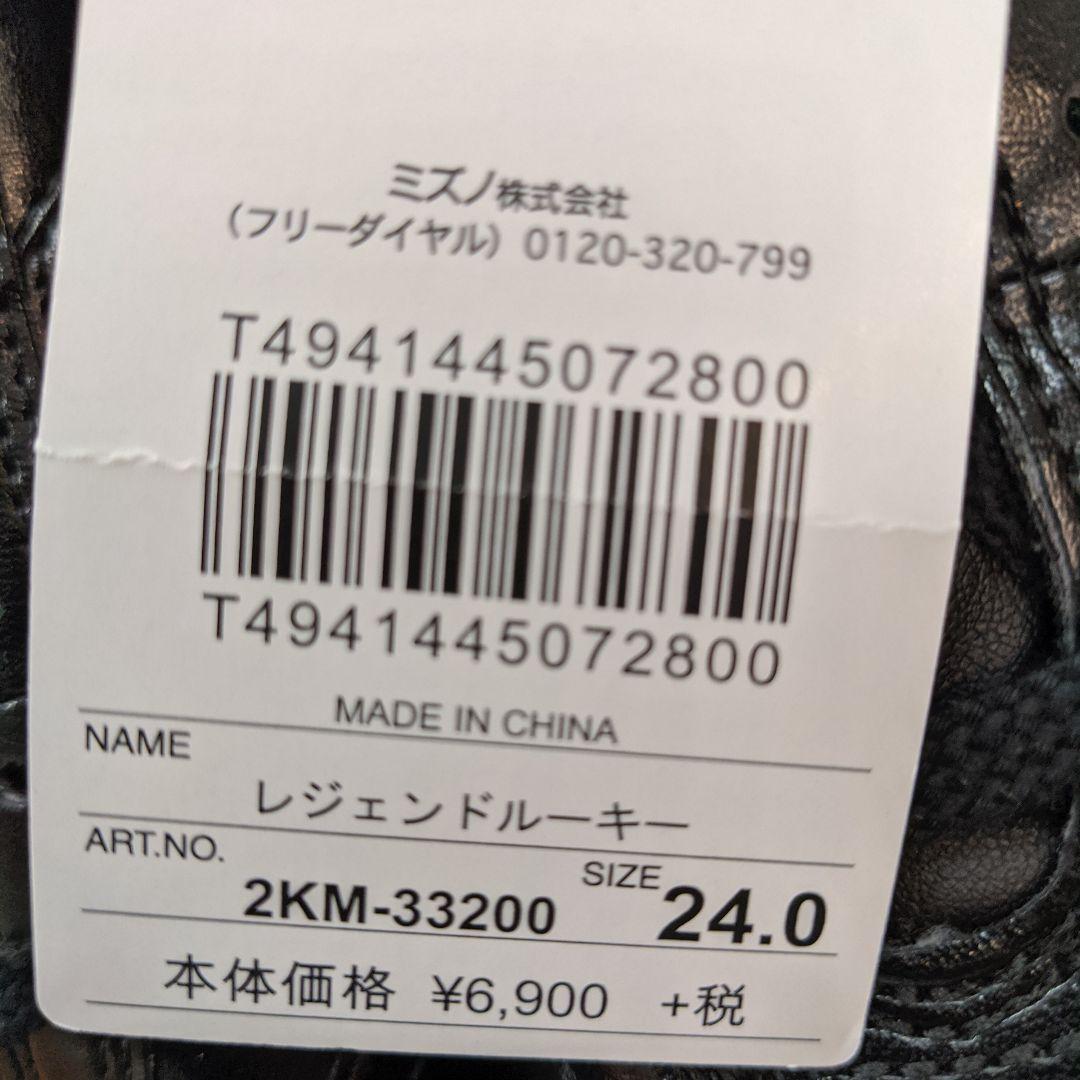 ミズノ株式会社
（フリーダイヤル）0120-320-799
T4941445072800
T4941445072800
MADE IN CHINA
NAME
レジェンドルーキー
ART.NO.
2KM-33200
SIZE 24.0
本体価格 ¥6,900 +税